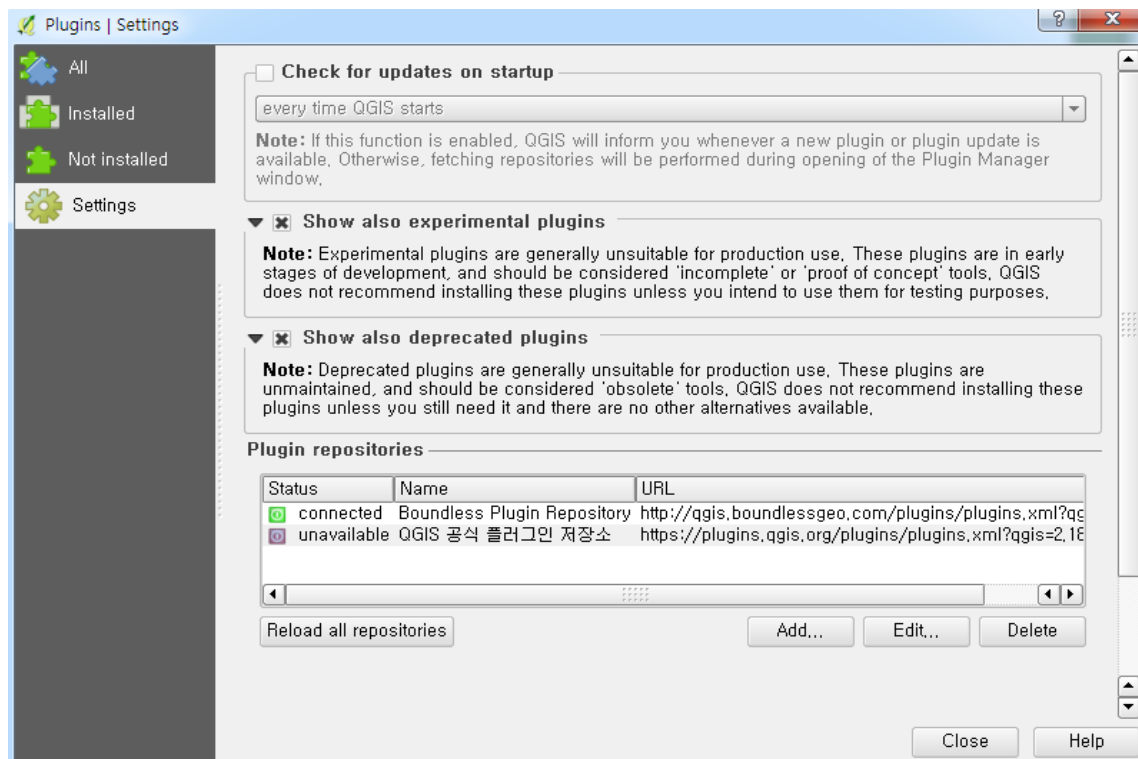 Plugins | Settings
All
Installed
Not installed
Settings
Check for updates on startup
every time QGIS starts
Note: If this function is enabled, QGIS will inform you whenever a new plugin or plugin update is
available. Otherwise, fetching repositories will be performed during opening of the Plugin Manager
window.
Show also experimental plugins
Note: Experimental plugins are generally unsuitable for production use. These plugins are in early
stages of development, and should be considered 'incomplete' or 'proof of concept' tools. QGIS
does not recommend installing these plugins unless you intend to use them for testing purposes.
Show also deprecated plugins
Note: Deprecated plugins are generally unsuitable for production use. These plugins are
unmaintained, and should be considered 'obsolete' tools. QGIS does not recommend installing these
plugins unless you still need it and there are no other alternatives available.
Plugin repositories
Status Name URL
connected Boundless Plugin Repository http://qgis.boundlessgeo.com/plugins/plugins.xml?qg
unavailable QGIS 공식 플러그인 저장소 https://plugins.qgis.org/plugins/plugins.xml?qgis=2.18
Reload all repositories Add... Edit... Delete
Close Help